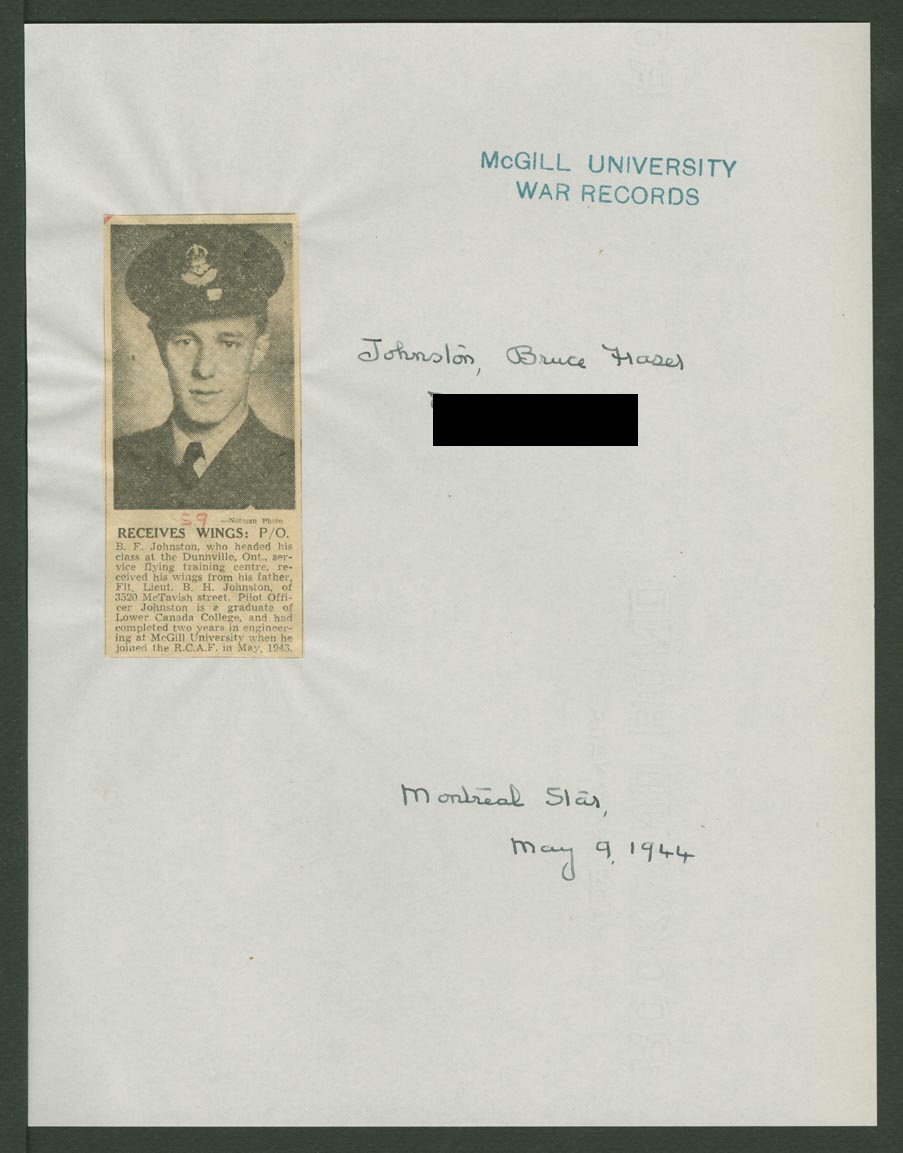 McGILL UNIVERSITY
WAR RECORDS
Johnston, Bruce Fraser
59
—Notman Photo
RECEIVES WINGS: P/O.
B. F. Johnston, who headed his
class at the Dunnville, Ont., ser-
vice flying training centre, re-
ceived his wings from his father,
Flt. Lieut. B. H. Johnston, of
3520 McTavish street. Pilot Offi-
cer Johnston is a graduate of
Lower Canada College, and had
completed two years in engineer-
ing at McGill University when he
joined the R.C.A.F. in May, 1943.
Montreal Star,
May 9, 1944